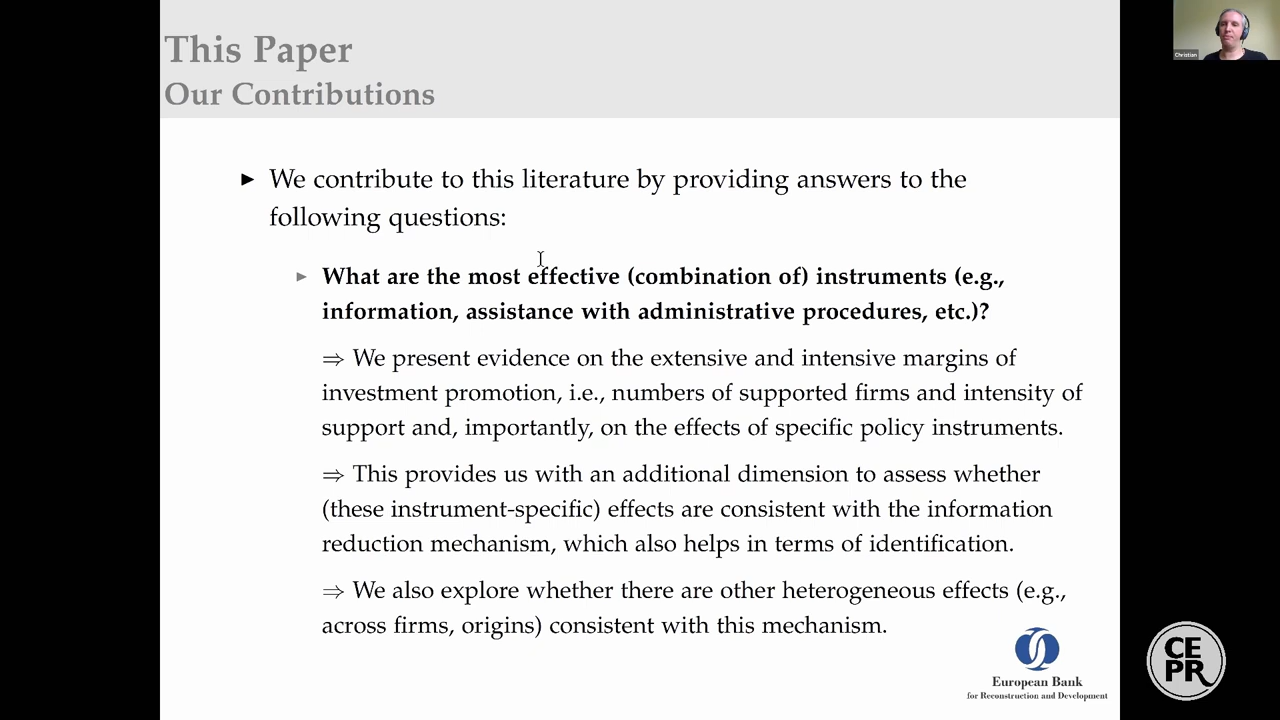 This Paper
Our Contributions
Christian
► We contribute to this literature by providing answers to the
following questions:
► What are the most effective (combination of) instruments (e.g.,
information, assistance with administrative procedures, etc.)?
⇒ We present evidence on the extensive and intensive margins of
investment promotion, i.e., numbers of supported firms and intensity of
support and, importantly, on the effects of specific policy instruments.
⇒ This provides us with an additional dimension to assess whether
(these instrument-specific) effects are consistent with the information
reduction mechanism, which also helps in terms of identification.
⇒ We also explore whether there are other heterogeneous effects (e.g.,
across firms, origins) consistent with this mechanism.
European Bank
for Reconstruction and Development
CE
PR